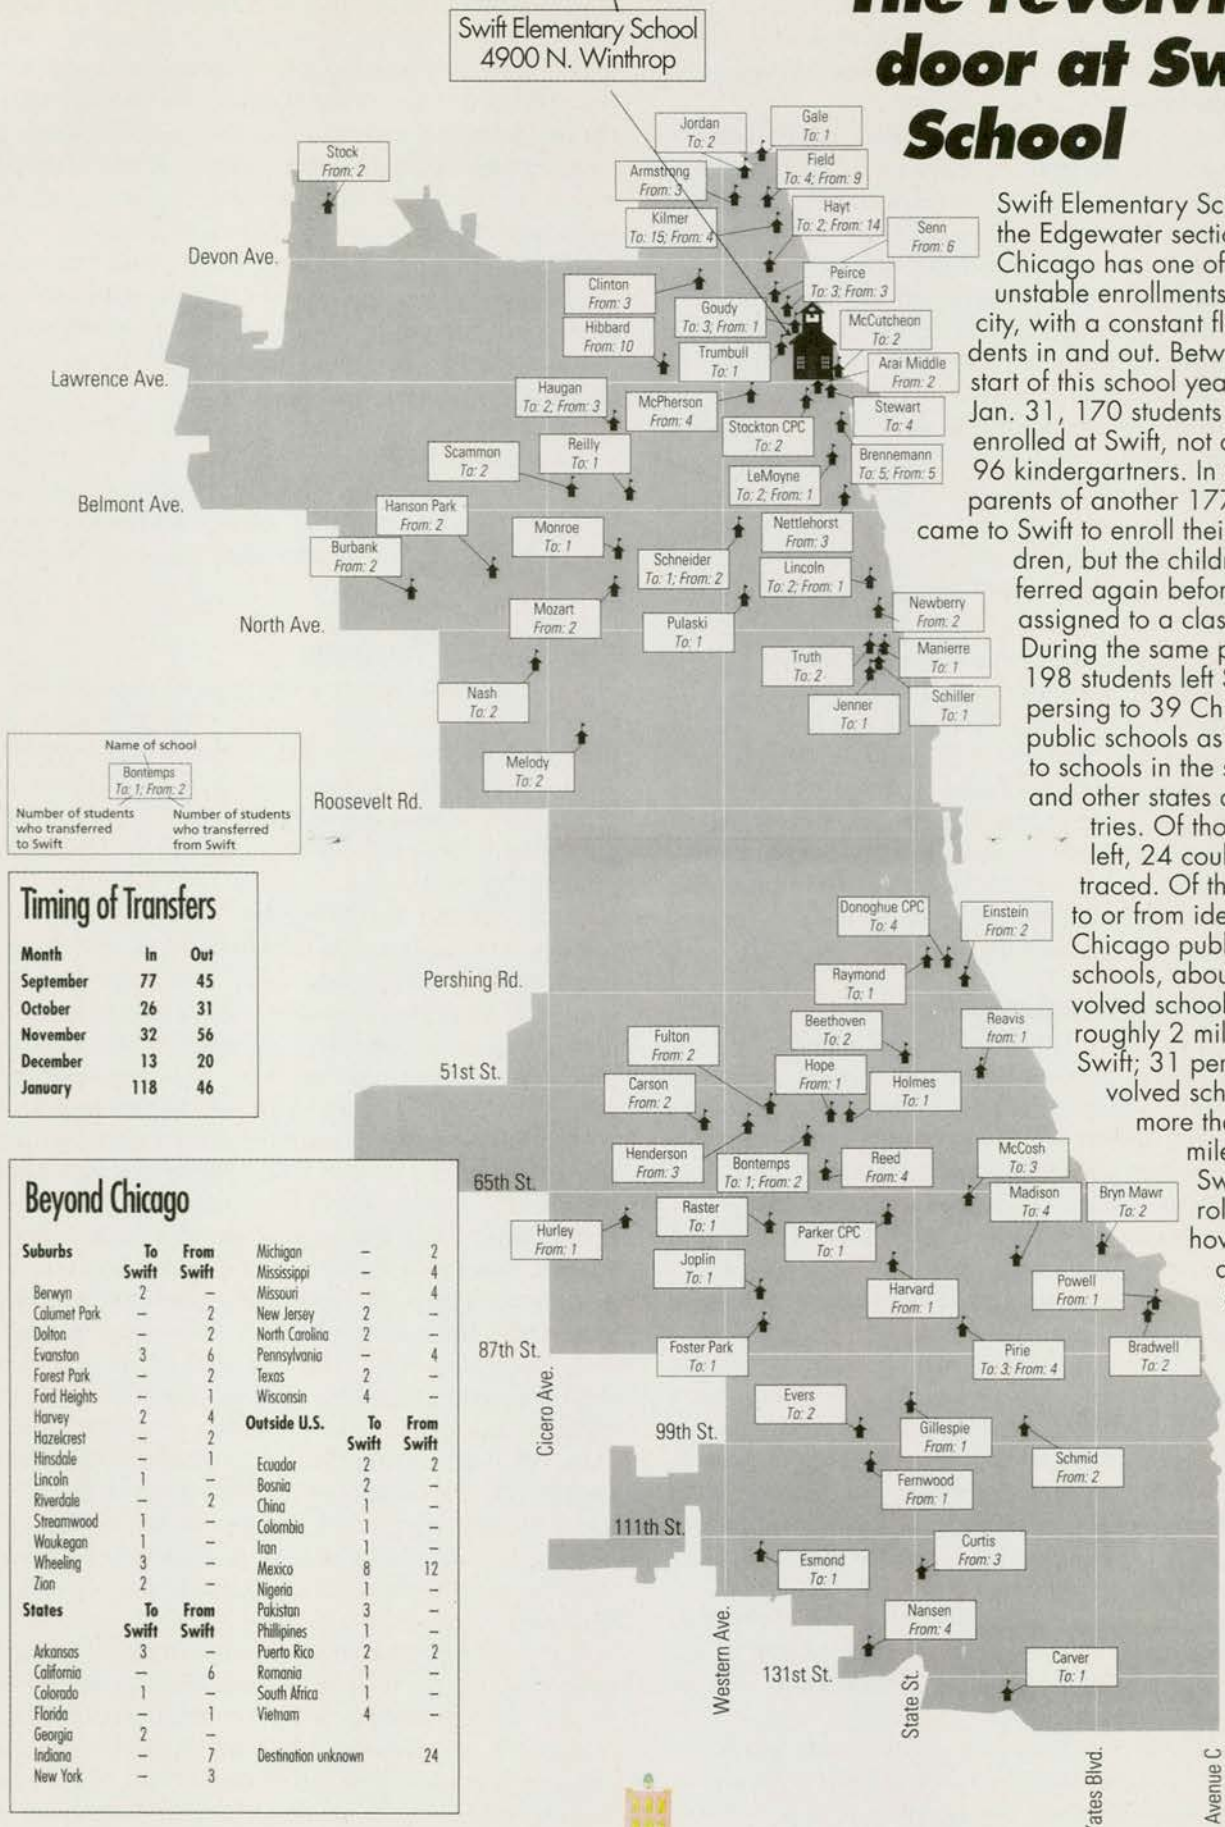 The revolvi
door at Sw
School
Swift Elementary School
4900 N. Winthrop
Swift Elementary Sc
the Edgewater sectio
Chicago has one of
unstable enrollments
city, with a constant fl
dents in and out. Betw
start of this school yea
Jan. 31, 170 students
enrolled at Swift, not c
96 kindergartners. In
parents of another 177
came to Swift to enroll thei
dren, but the childr
ferred again befor
assigned to a clas
During the same p
198 students left S
persing to 39 Ch
public schools as
to schools in the s
and other states o
tries. Of tho
left, 24 coul
traced. Of th
to or from ide
Chicago publ
schools, abou
volved school
roughly 2 mil
Swift; 31 per
volved sch
more tha
mile
Sw
rol
hov
Stock
From: 2
Jordan
To: 2
Gale
To: 1
Armstrong
From: 3
Field
To: 4; From: 9
Kilmer
To: 15; From: 4
Hayt
To: 2; From: 14
Senn
From: 6
Devon Ave.
Clinton
From: 3
Peirce
To: 3; From: 3
Goudy
To: 3; From: 1
Hibbard
From: 10
McCutcheon
To: 2
Trumbull
To: 1
Arai Middle
From: 2
Lawrence Ave.
Haugan
To: 2; From: 3
McPherson
From: 4
Stewart
To: 4
Stockton CPC
To: 2
Scammon
To: 2
Reilly
To: 1
Brennemann
To: 5; From: 5
LeMoyne
To: 2; From: 1
Belmont Ave.
Hanson Park
From: 2
Monroe
To: 1
Nettlehorst
From: 3
Burbank
From: 2
Schneider
To: 1; From: 2
Lincoln
To: 2; From: 1
Mozart
From: 2
Newberry
From: 2
North Ave.
Pulaski
To: 1
Truth
To: 2
Manierre
To: 1
Nash
To: 2
Jenner
To: 1
Schiller
To: 1
Melody
To: 2
Roosevelt Rd.
Name of school
Bontemps
To: 1; From: 2
Number of students
who transferred
to Swift
Number of students
who transferred
from Swift
Timing of Transfers
Month In Out
September 77 45
October 26 31
November 32 56
December 13 20
January 118 46
Donoghue CPC
To: 4
Einstein
From: 2
Pershing Rd.
Raymond
To: 1
Beethoven
To: 2
Reavis
from: 1
Fulton
From: 2
51st St.
Hope
From: 1
Carson
From: 2
Holmes
To: 1
Henderson
From: 3
Bontemps
To: 1; From: 2
Reed
From: 4
McCosh
To: 3
65th St.
Madison
To: 4
Bryn Mawr
To: 2
Raster
To: 1
Hurley
From: 1
Parker CPC
To: 1
Joplin
To: 1
Harvard
From: 1
Powell
From: 1
87th St.
Foster Park
To: 1
Pirie
To: 3; From: 4
Bradwell
To: 2
Cicero Ave.
Evers
To: 2
99th St.
Gillespie
From: 1
Schmid
From: 2
Fernwood
From: 1
111th St.
Esmond
To: 1
Curtis
From: 3
Nansen
From: 4
Western Ave.
131st St.
State St.
Carver
To: 1
Yates Blvd.
Avenue C
Beyond Chicago
Suburbs To Swift From Swift
Berwyn 2 –
Calumet Park – 2
Dolton – 2
Evanston 3 6
Forest Park – 2
Ford Heights – 1
Harvey 2 4
Hazelcrest – 2
Hinsdale – 1
Lincoln 1 –
Riverdale – 2
Streamwood 1 –
Waukegan 1 –
Wheeling 3 –
Zion 2 –
States To Swift From Swift
Arkansas 3 –
California – 6
Colorado 1 –
Florida – 1
Georgia 2 –
Indiana – 7
New York – 3
Michigan – 2
Mississippi – 4
Missouri – 4
New Jersey 2 –
North Carolina 2 –
Pennsylvania – 4
Texas 2 –
Wisconsin 4 –
Outside U.S. To Swift From Swift
Ecuador 2 2
Bosnia 2 –
China 1 –
Colombia 1 –
Iran 1 –
Mexico 8 12
Nigeria 1 –
Pakistan 3 –
Phillipines 1 –
Puerto Rico 2 2
Romania 1 –
South Africa 1 –
Vietnam 4 –
Destination unknown 24